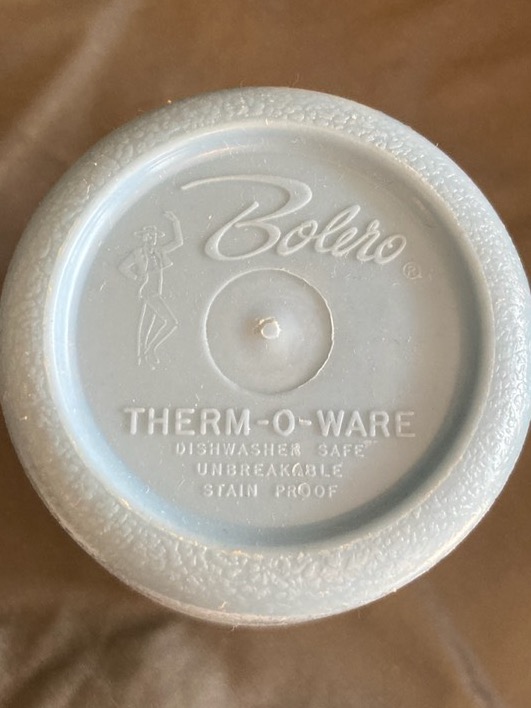 Bolero®
THERM-O-WARE
DISHWASHER SAFE
UNBREAKABLE
STAIN PROOF